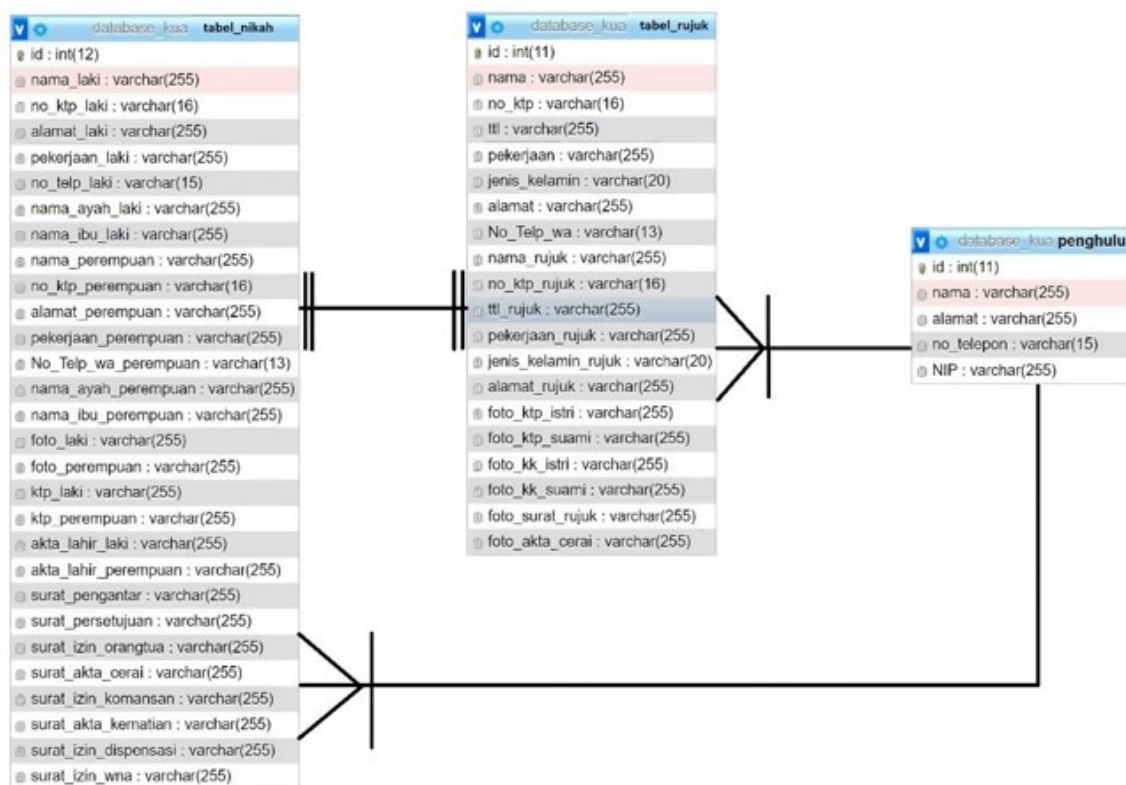 database_kua tabel_nikah
id : int(12)
nama_laki : varchar(255)
no_ktp_laki : varchar(16)
alamat_laki : varchar(255)
pekerjaan_laki : varchar(255)
no_telp_laki : varchar(15)
nama_ayah_laki : varchar(255)
nama_ibu_laki : varchar(255)
nama_perempuan : varchar(255)
no_ktp_perempuan : varchar(16)
alamat_perempuan : varchar(255)
pekerjaan_perempuan : varchar(255)
No_Telp_wa_perempuan : varchar(13)
nama_ayah_perempuan : varchar(255)
nama_ibu_perempuan : varchar(255)
foto_laki : varchar(255)
foto_perempuan : varchar(255)
ktp_laki : varchar(255)
ktp_perempuan : varchar(255)
akta_lahir_laki : varchar(255)
akta_lahir_perempuan : varchar(255)
surat_pengantar : varchar(255)
surat_persetujuan : varchar(255)
surat_izin_orangtua : varchar(255)
surat_akta_cerai : varchar(255)
surat_izin_komansan : varchar(255)
surat_akta_kematian : varchar(255)
surat_izin_dispensasi : varchar(255)
surat_izin_wna : varchar(255)
database_kua tabel_rujuk
id : int(11)
nama : varchar(255)
no_ktp : varchar(16)
ttl : varchar(255)
pekerjaan : varchar(255)
jenis_kelamin : varchar(20)
alamat : varchar(255)
No_Telp_wa : varchar(13)
nama_rujuk : varchar(255)
no_ktp_rujuk : varchar(16)
ttl_rujuk : varchar(255)
pekerjaan_rujuk : varchar(255)
jenis_kelamin_rujuk : varchar(20)
alamat_rujuk : varchar(255)
foto_ktp_istri : varchar(255)
foto_ktp_suami : varchar(255)
foto_kk_istri : varchar(255)
foto_kk_suami : varchar(255)
foto_surat_rujuk : varchar(255)
foto_akta_cerai : varchar(255)
database_kua penghulu
id : int(11)
nama : varchar(255)
alamat : varchar(255)
no_telepon : varchar(15)
NIP : varchar(255)